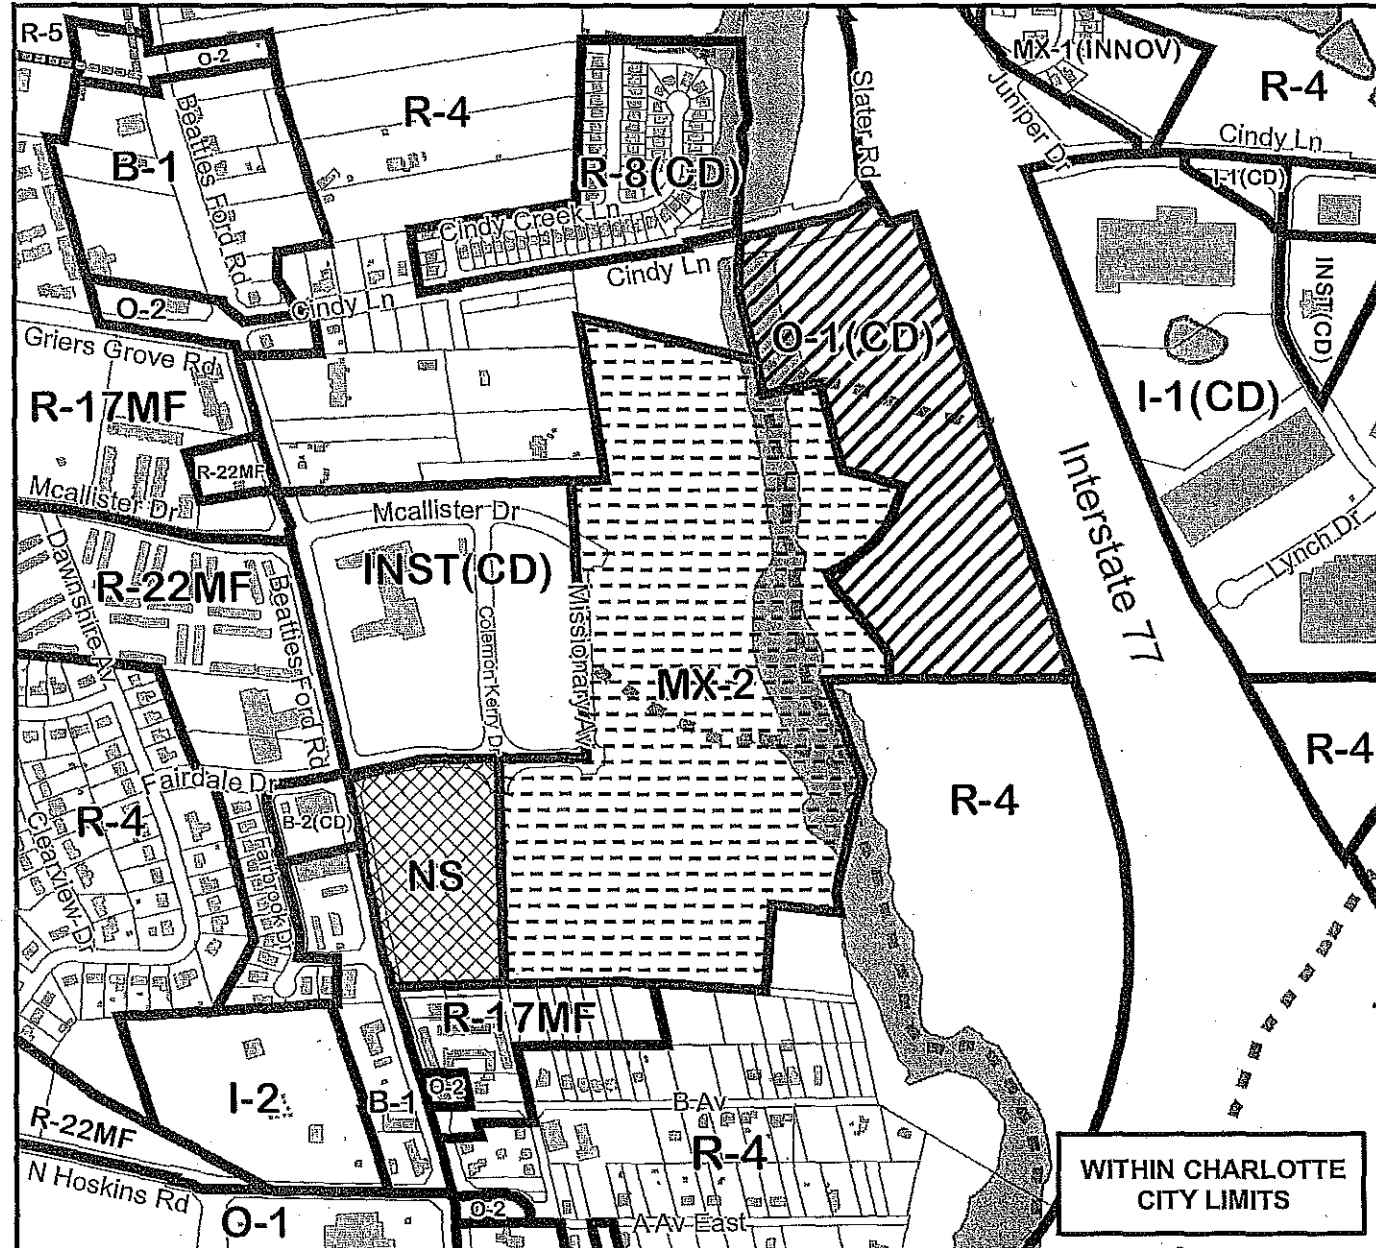 R-5
O-2
MX-1(INNOV)
R-4
R-4
Slater Rd
Juniper Dr
Cindy Ln
Beatties Ford Rd
B-1
R-8(CD)
I-1(CD)
Cindy Creek Ln
Cindy Ln
INST(CD)
O-2
Cindy Ln
O-1(CD)
Griers Grove Rd
R-17MF
I-1(CD)
R-22MF
Interstate 77
Mcallister Dr
Mcallister Dr
Lynch Dr
Dawnshire Av
R-22MF
Beatties Ford Rd
INST(CD)
Coleman Kerry Dr
Missionary Av
MX-2
R-4
Fairdale Dr
R-4
R-4
B-2(CD)
Clearview Dr
Fairbrook Dr
NS
R-17MF
I-2
B-1
O-2
B Av
R-22MF
R-4
WITHIN CHARLOTTE
CITY LIMITS
N Hoskins Rd
O-1
O-2
A Av East